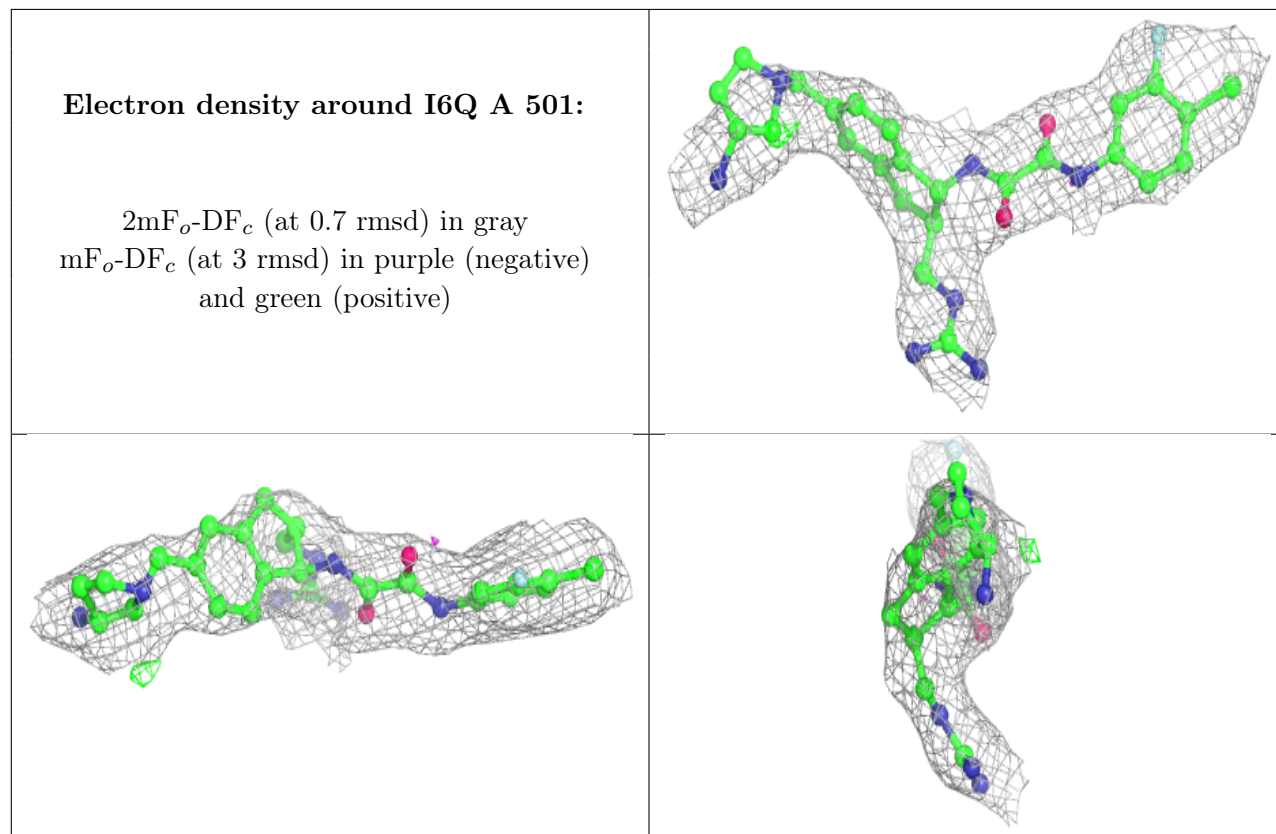 Electron density around I6Q A 501:
2mFo-DFc (at 0.7 rmsd) in gray
mFo-DFc (at 3 rmsd) in purple (negative)
and green (positive)